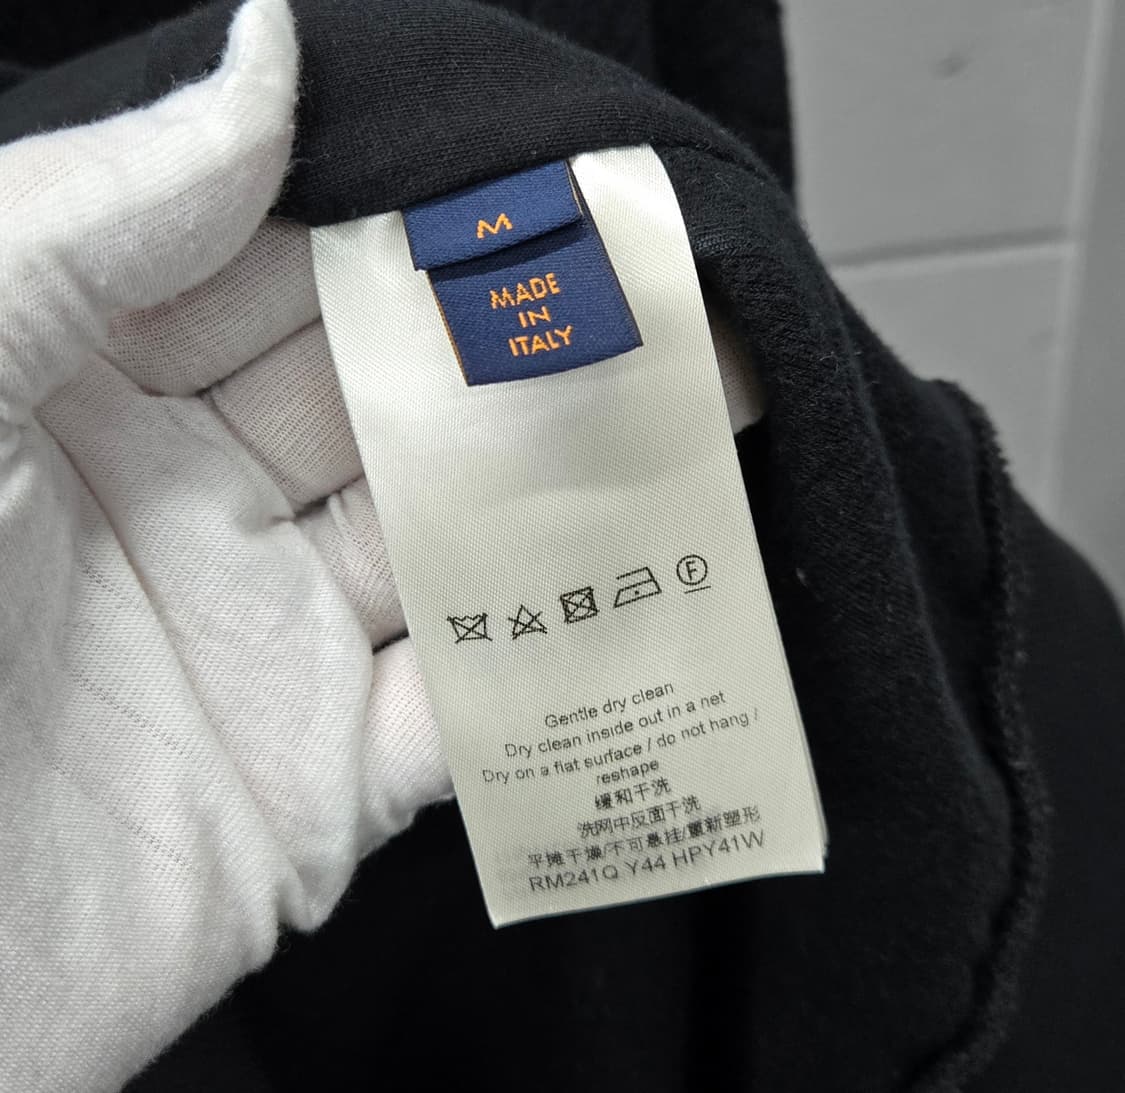 M
MADE
IN
ITALY
F
Gentle dry clean
Dry clean inside out in a net
Dry on a flat surface / do not hang /
reshape
缓和干洗
洗网中反面干洗
平摊干燥/不可悬挂/重新塑形
RM241Q Y44 HPY41W